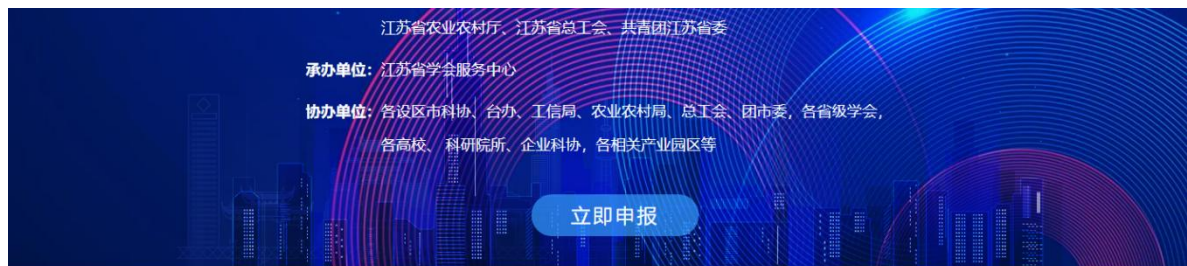 江苏省农业农村厅、江苏省总工会、共青团江苏省委
承办单位：江苏省学会服务中心
协办单位：各设区市科协、台办、工信局、农业农村局、总工会、团市委，各省级学会，
各高校、 科研院所、企业科协，各相关产业园区等
立即申报